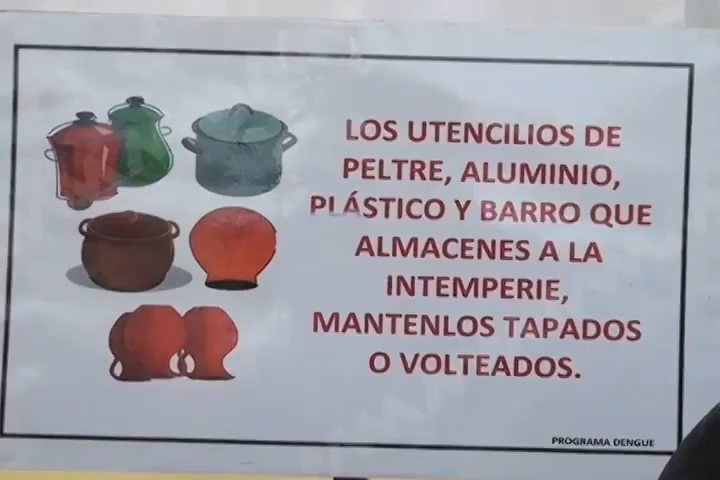 LOS UTENCILIOS DE
PELTRE, ALUMINIO,
PLÁSTICO Y BARRO QUE
ALMACENES A LA
INTEMPERIE,
MANTENLOS TAPADOS
O VOLTEADOS.
PROGRAMA DENGUE